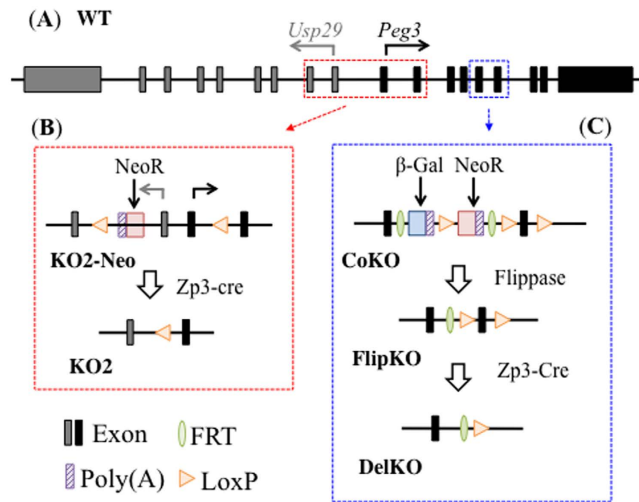 (A) WT
Usp29
Peg3
(B)
NeoR
KO2-Neo
Zp3-cre
KO2
(C)
β-Gal NeoR
CoKO
Flippase
FlipKO
Zp3-Cre
DelKO
Exon FRT
Poly(A) LoxP